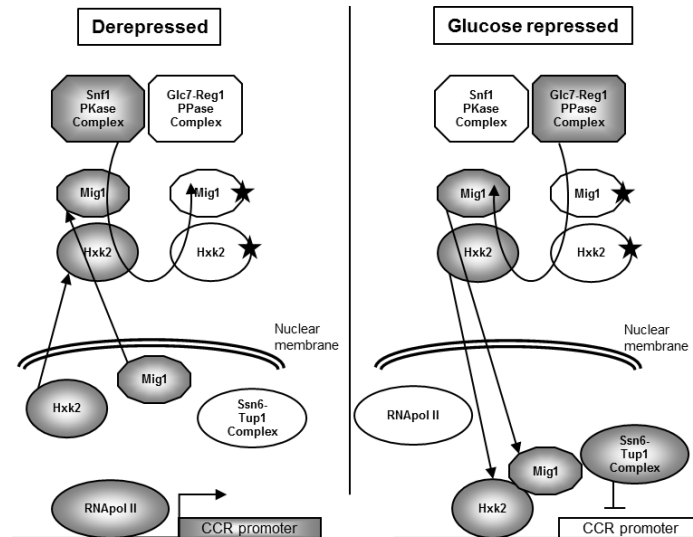 Derepressed
Snf1
PKase
Complex
Glc7-Reg1
PPase
Complex
Mig1
Mig1
Hxk2
Hxk2
Nuclear
membrane
Mig1
Hxk2
Ssn6-
Tup1
Complex
RNApol II
CCR promoter
Glucose repressed
Snf1
PKase
Complex
Glc7-Reg1
PPase
Complex
Mig1
Mig1
Hxk2
Hxk2
Nuclear
membrane
RNApol II
Ssn6-
Tup1
Complex
Mig1
Hxk2
CCR promoter